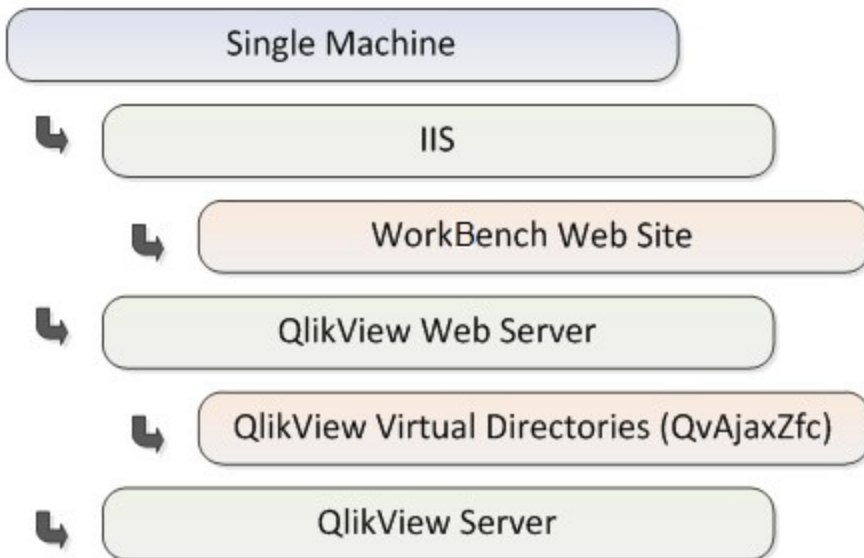 Single Machine
IIS
WorkBench Web Site
QlikView Web Server
QlikView Virtual Directories (QvAjaxZfc)
QlikView Server